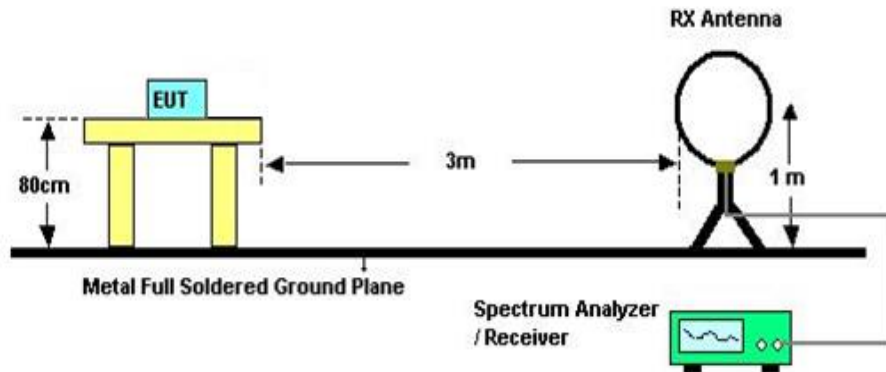 RX Antenna
EUT
80cm
3m
1 m
Metal Full Soldered Ground Plane
Spectrum Analyzer
/ Receiver